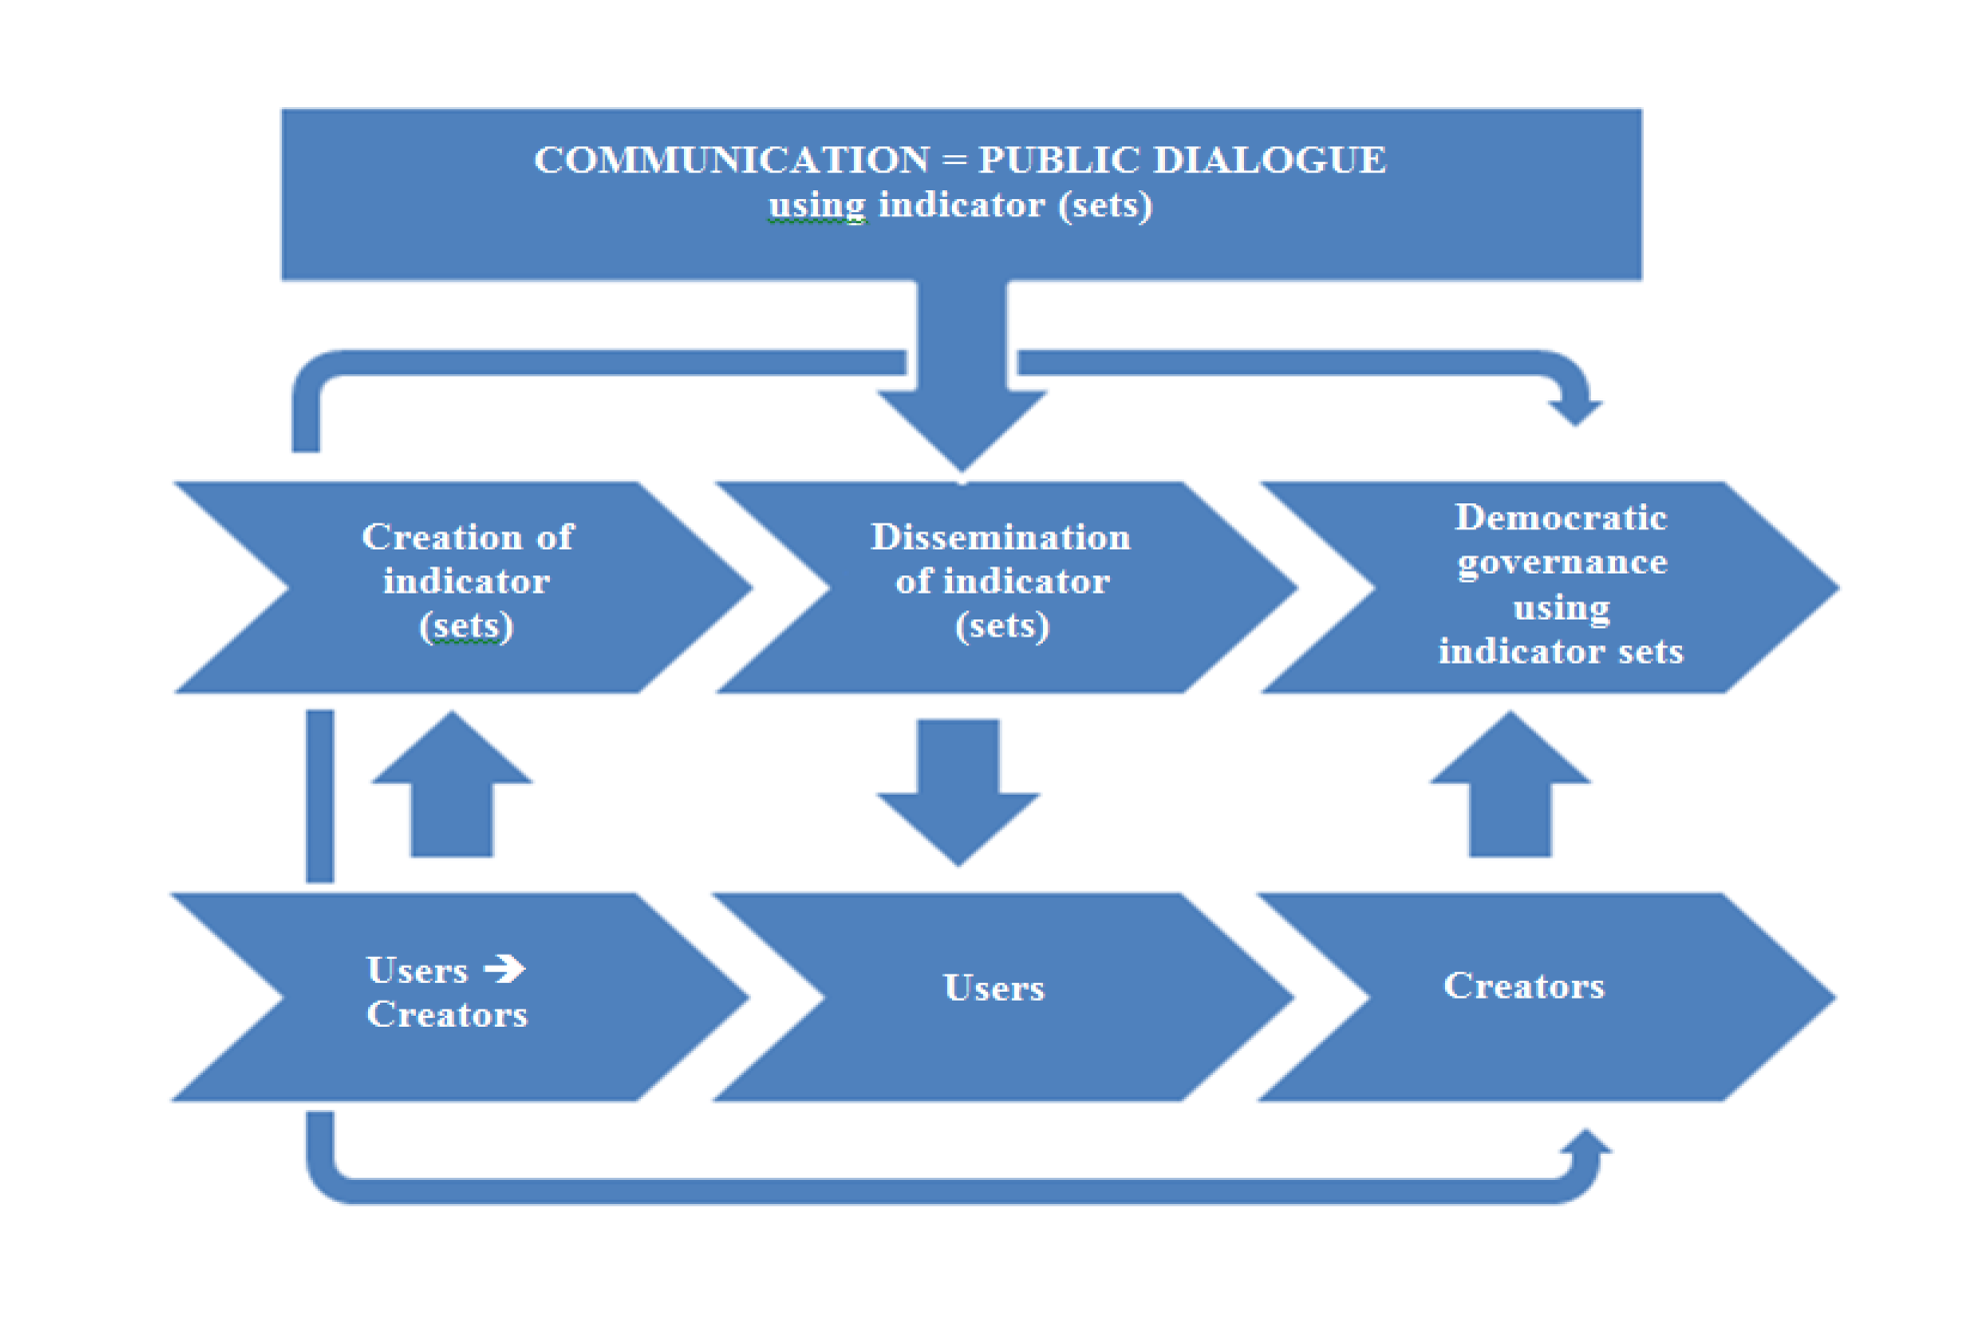 COMMUNICATION = PUBLIC DIALOGUE
using indicator (sets)
Creation of
indicator
(sets)
Dissemination
of indicator
(sets)
Democratic
governance
using
indicator sets
Users ➔
Creators
Users
Creators